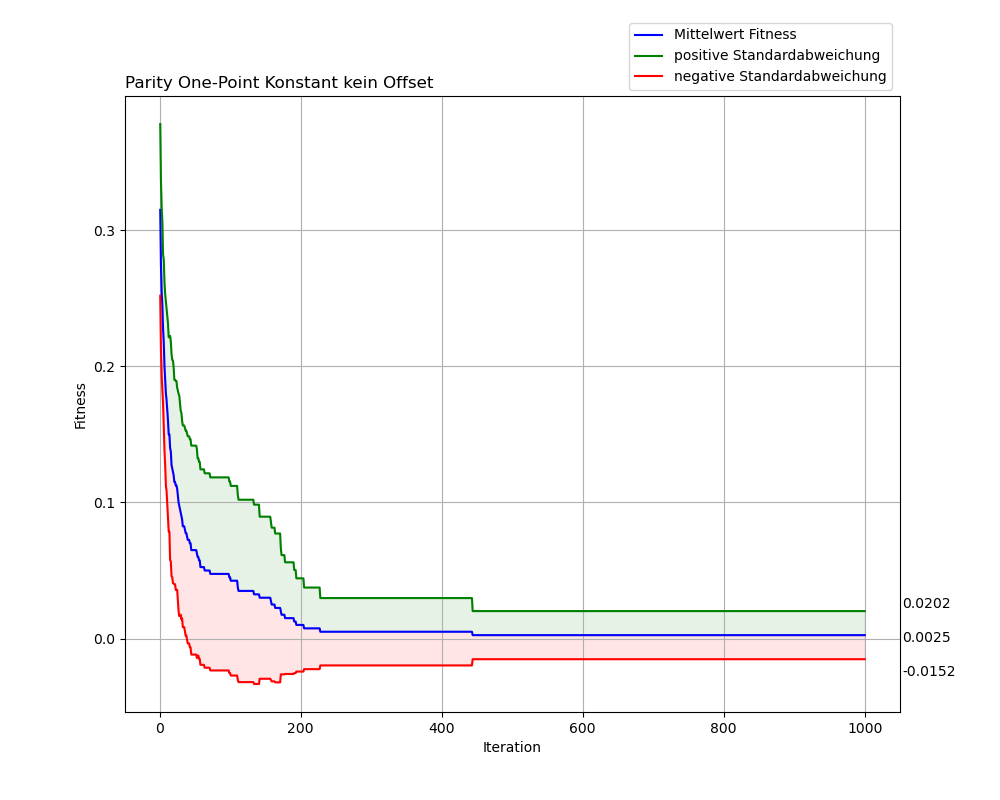 Mittelwert Fitness
positive Standardabweichung
negative Standardabweichung
Parity One-Point Konstant kein Offset
Fitness
0.3
0.2
0.1
0.0
0.0202
0.0025
-0.0152
0 200 400 600 800 1000
Iteration